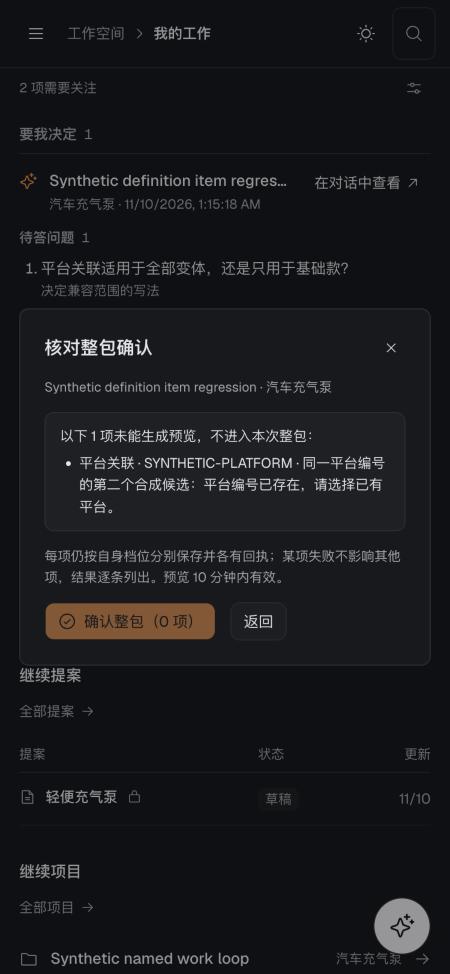 工作空间 > 我的工作
2 项需要关注
要我决定 1
Synthetic definition item regres... 在对话中查看 ↗
汽车充气泵 · 11/10/2026, 1:15:18 AM
待答问题 1
1. 平台关联适用于全部变体，还是只用于基础款？
决定兼容范围的写法
核对整包确认
Synthetic definition item regression · 汽车充气泵
以下 1 项未能生成预览，不进入本次整包：
• 平台关联 · SYNTHETIC-PLATFORM · 同一平台编号
的第二个合成候选：平台编号已存在，请选择已有
平台。
每项仍按自身档位分别保存并各有回执；某项失败不影响其他
项，结果逐条列出。预览 10 分钟内有效。
确认整包（0 项） 返回
继续提案
全部提案 →
提案 状态 更新
轻便充气泵 草稿 11/10
继续项目
全部项目 →
Synthetic named work loop 汽车充气泵 →